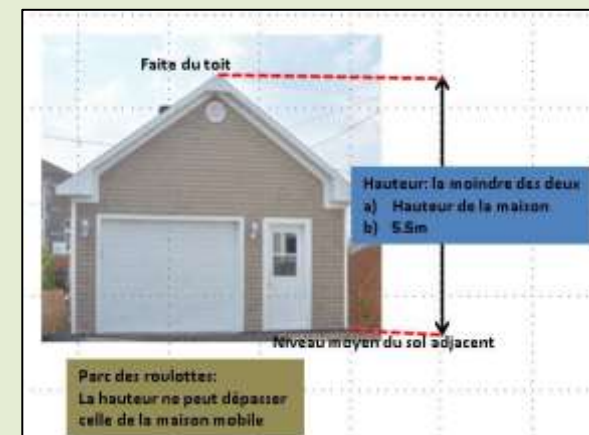 Faite du toit
Hauteur: la moindre des deux
a) Hauteur de la maison
b) 5.5m
Niveau moyen du sol adjacent
Parc des roulottes:
La hauteur ne peut dépasser
celle de la maison mobile